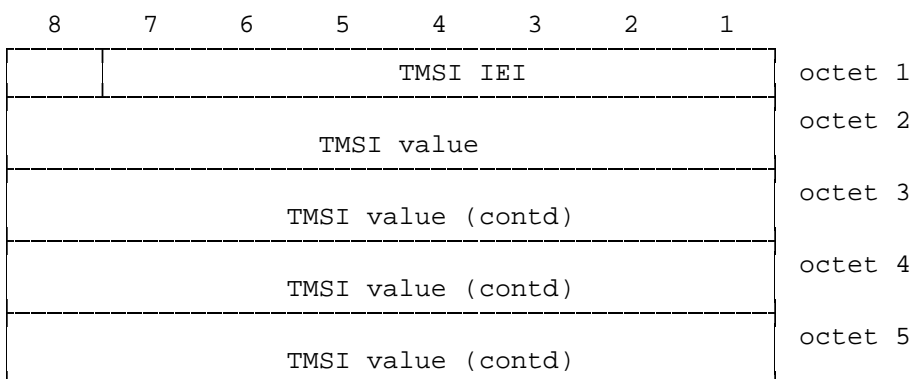 8 7 6 5 4 3 2 1
TMSI IEI octet 1
octet 2
TMSI value
octet 3
TMSI value (contd)
octet 4
TMSI value (contd)
octet 5
TMSI value (contd)